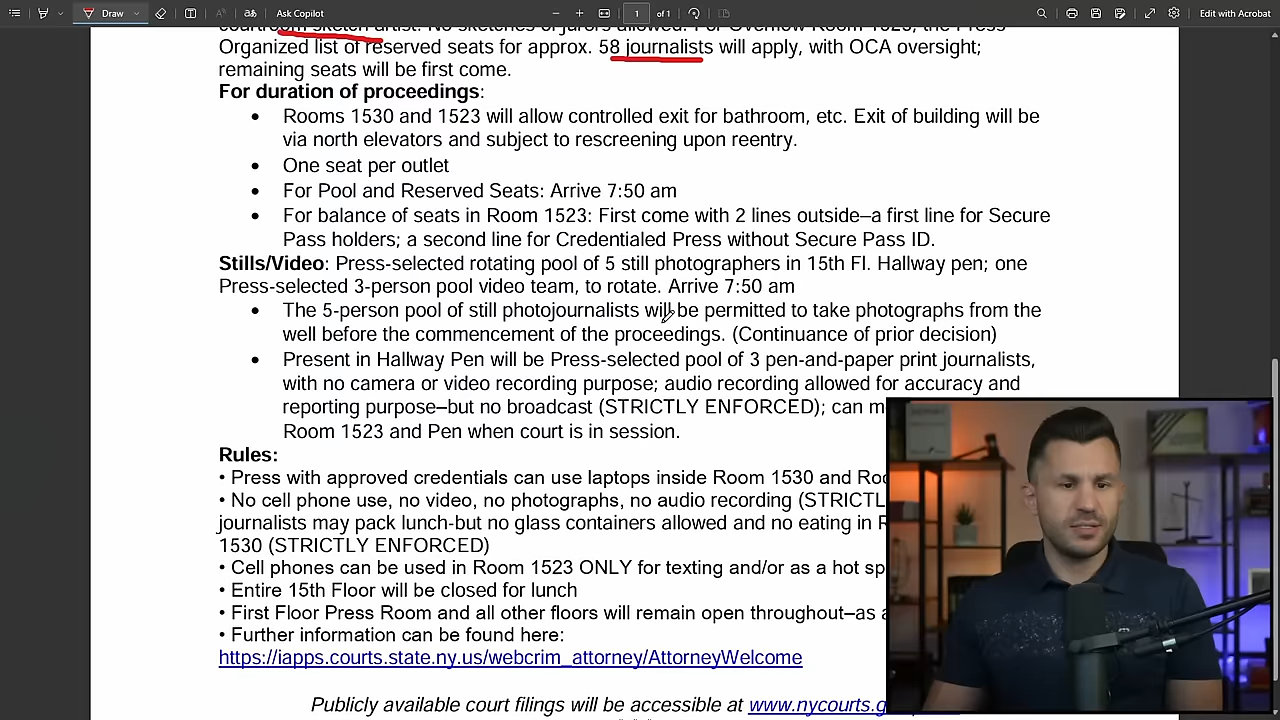 Draw
Ask Copilot
1 of 1
Edit with Acrobat
Organized list of reserved seats for approx. 58 journalists will apply, with OCA oversight;
remaining seats will be first come.
For duration of proceedings:
• Rooms 1530 and 1523 will allow controlled exit for bathroom, etc. Exit of building will be
via north elevators and subject to rescreening upon reentry.
• One seat per outlet
• For Pool and Reserved Seats: Arrive 7:50 am
• For balance of seats in Room 1523: First come with 2 lines outside–a first line for Secure
Pass holders; a second line for Credentialed Press without Secure Pass ID.
Stills/Video: Press-selected rotating pool of 5 still photographers in 15th Fl. Hallway pen; one
Press-selected 3-person pool video team, to rotate. Arrive 7:50 am
• The 5-person pool of still photojournalists will be permitted to take photographs from the
well before the commencement of the proceedings. (Continuance of prior decision)
• Present in Hallway Pen will be Press-selected pool of 3 pen-and-paper print journalists,
with no camera or video recording purpose; audio recording allowed for accuracy and
reporting purpose–but no broadcast (STRICTLY ENFORCED); can
Room 1523 and Pen when court is in session.
Rules:
• Press with approved credentials can use laptops inside Room 1530 and
• No cell phone use, no video, no photographs, no audio recording (STRICTL
journalists may pack lunch-but no glass containers allowed and no eating in
1530 (STRICTLY ENFORCED)
• Cell phones can be used in Room 1523 ONLY for texting and/or as a hot sp
• Entire 15th Floor will be closed for lunch
• First Floor Press Room and all other floors will remain open throughout–as
• Further information can be found here:
https://iapps.courts.state.ny.us/webcrim_attorney/AttorneyWelcome
Publicly available court filings will be accessible at www.nycourts.g